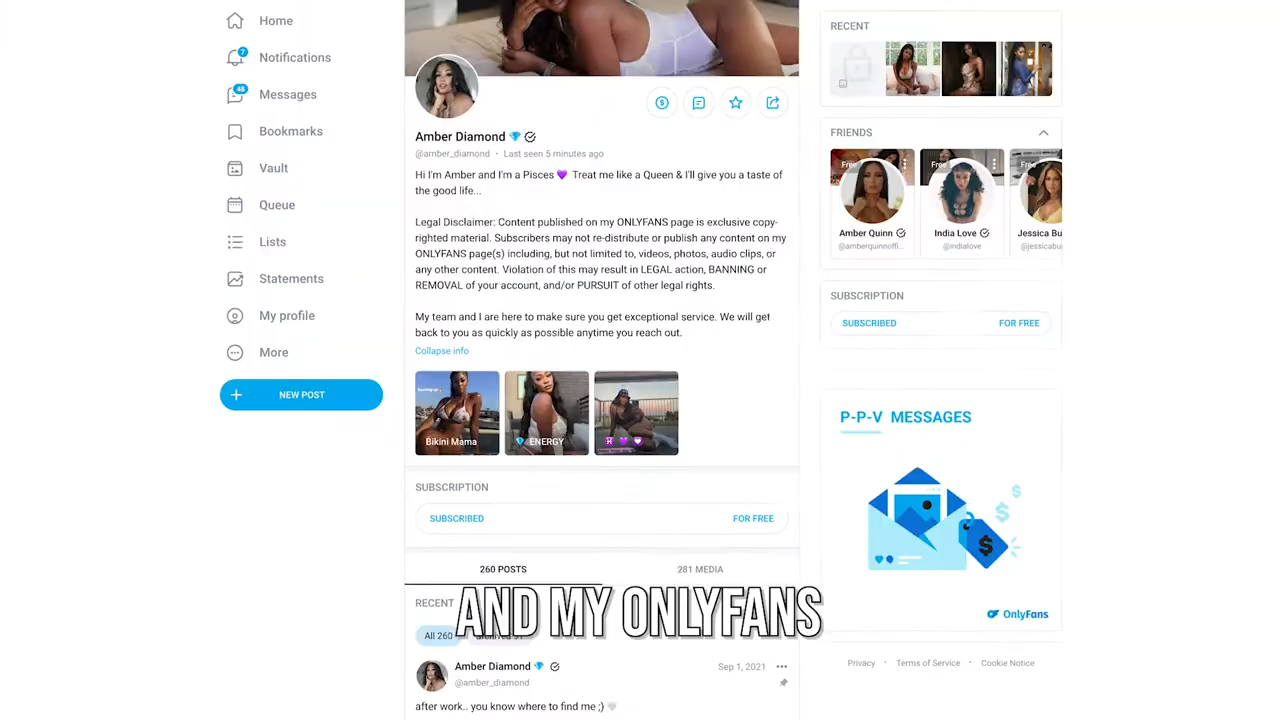 Home
7
Notifications
48
Messages
Bookmarks
Vault
Queue
Lists
Statements
My profile
More
+ NEW POST
Amber Diamond 💎
@amber_diamond · Last seen 5 minutes ago
Hi I'm Amber and I'm a Pisces 💜 Treat me like a Queen & I'll give you a taste of
the good life...
Legal Disclaimer: Content published on my ONLYFANS page is exclusive copy-
righted material. Subscribers may not re-distribute or publish any content on my
ONLYFANS page(s) including, but not limited to, videos, photos, audio clips, or
any other content. Violation of this may result in LEGAL action, BANNING or
REMOVAL of your account, and/or PURSUIT of other legal rights.
My team and I are here to make sure you get exceptional service. We will get
back to you as quickly as possible anytime you reach out.
Collapse info
Bikini Mama
💎 ENERGY
♓ 💜 💟
SUBSCRIPTION
SUBSCRIBED FOR FREE
260 POSTS 281 MEDIA
RECENT
All 260
AND MY ONLYFANS
Amber Diamond 💎
Sep 1, 2021 ...
@amber_diamond
after work.. you know where to find me ;) 🤍
RECENT
FRIENDS
Free
Amber Quinn
@amberquinnoffi...
Free
India Love
@indialove
Free
Jessica Bu
@jessicabu
SUBSCRIPTION
SUBSCRIBED FOR FREE
P-P-V MESSAGES
$
$
$
OnlyFans
Privacy · Terms of Service · Cookie Notice